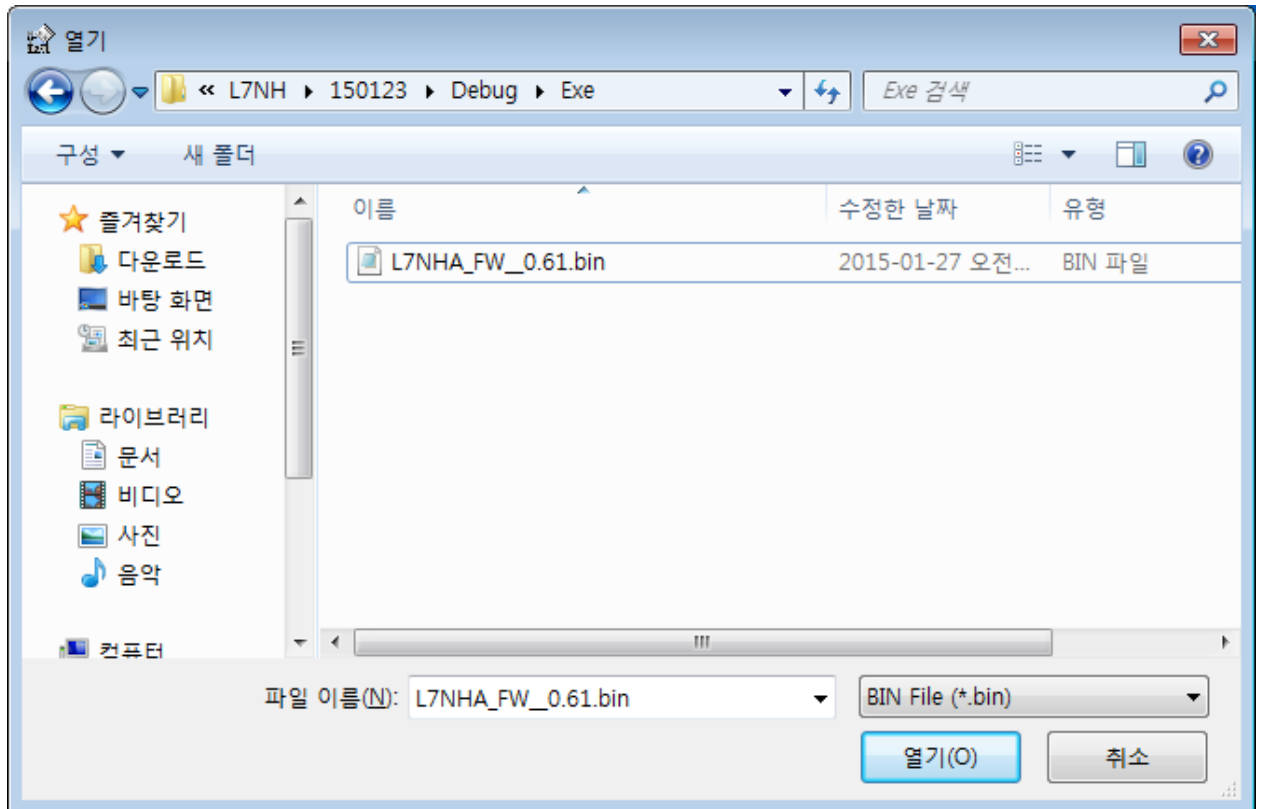 열기
« L7NH ▸ 150123 ▸ Debug ▸ Exe
Exe 검색
구성 ▼ 새 폴더
이름 수정한 날짜 유형
즐겨찾기
L7NHA_FW__0.61.bin 2015-01-27 오전... BIN 파일
다운로드
바탕 화면
최근 위치
라이브러리
문서
비디오
사진
음악
컴퓨터
파일 이름(N): L7NHA_FW__0.61.bin
BIN File (*.bin)
열기(O) 취소